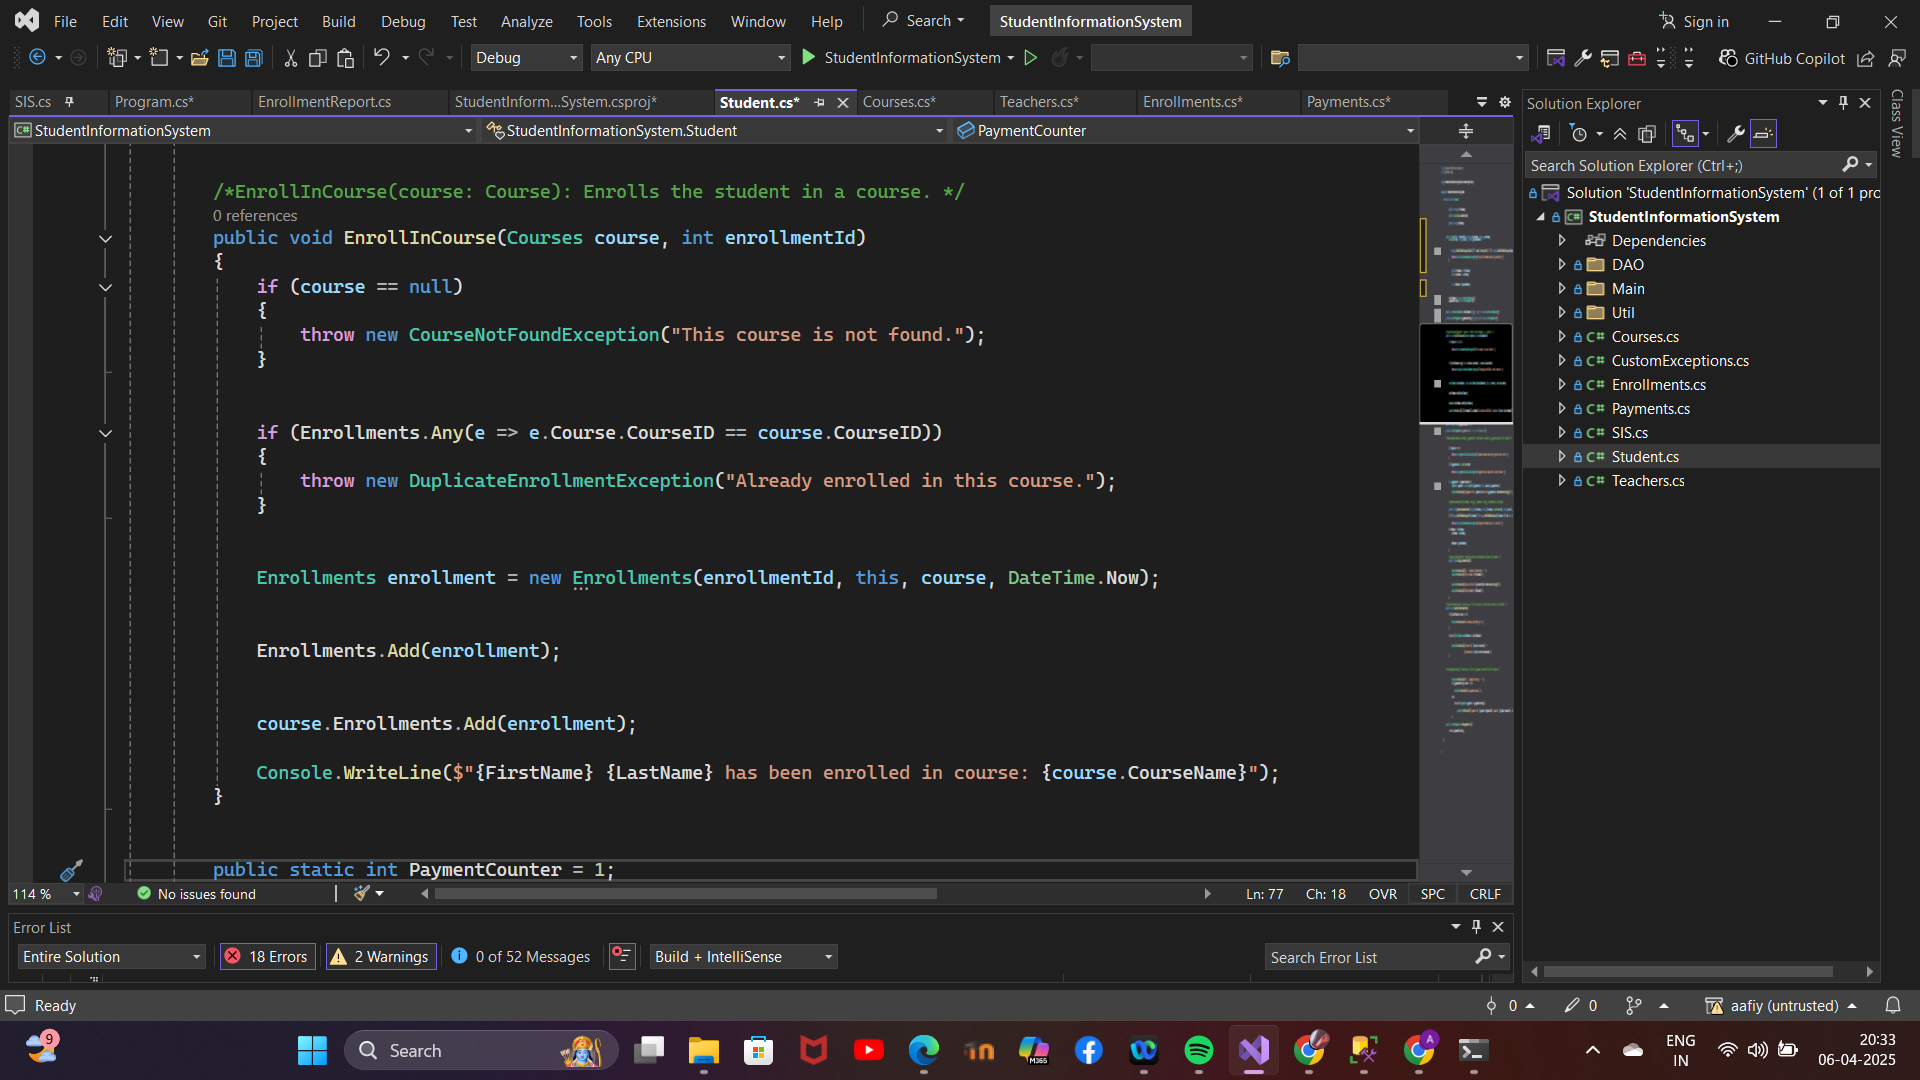 File Edit View Git Project Build Debug Test Analyze Tools Extensions Window Help Search StudentInformationSystem Sign in
Debug Any CPU StudentInformationSystem GitHub Copilot
SIS.cs Program.cs* EnrollmentReport.cs StudentInform...System.csproj* Student.cs* Courses.cs* Teachers.cs* Enrollments.cs* Payments.cs*
StudentInformationSystem StudentInformationSystem.Student PaymentCounter
/*EnrollInCourse(course: Course): Enrolls the student in a course. */
0 references
public void EnrollInCourse(Courses course, int enrollmentId)
{
if (course == null)
{
throw new CourseNotFoundException("This course is not found.");
}
if (Enrollments.Any(e => e.Course.CourseID == course.CourseID))
{
throw new DuplicateEnrollmentException("Already enrolled in this course.");
}
Enrollments enrollment = new Enrollments(enrollmentId, this, course, DateTime.Now);
Enrollments.Add(enrollment);
course.Enrollments.Add(enrollment);
Console.WriteLine($"{FirstName} {LastName} has been enrolled in course: {course.CourseName}");
}
public static int PaymentCounter = 1;
114 % No issues found Ln: 77 Ch: 18 OVR SPC CRLF
Error List
Entire Solution 18 Errors 2 Warnings 0 of 52 Messages Build + IntelliSense Search Error List
Solution Explorer
Search Solution Explorer (Ctrl+;)
Solution 'StudentInformationSystem' (1 of 1 pro
StudentInformationSystem
Dependencies
DAO
Main
Util
Courses.cs
CustomExceptions.cs
Enrollments.cs
Payments.cs
SIS.cs
Student.cs
Teachers.cs
Class View
Ready 0 0 aafiy (untrusted)
9 Search M365 A ENG IN 20:33 06-04-2025